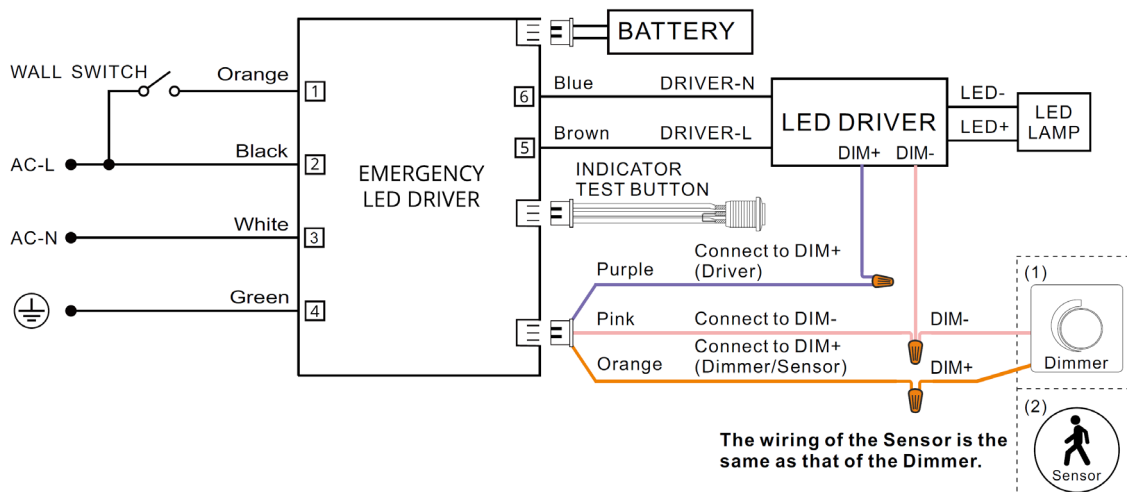 BATTERY
WALL SWITCH
Orange
1
6
Blue
DRIVER-N
LED DRIVER
LED-
LED+
LED
LAMP
5
Brown
DRIVER-L
DIM+
DIM-
AC-L
Black
2
EMERGENCY
LED DRIVER
INDICATOR
TEST BUTTON
AC-N
White
3
Green
4
Purple
Connect to DIM+
(Driver)
Pink
Connect to DIM-
DIM-
Orange
Connect to DIM+
(Dimmer/Sensor)
DIM+
(1)
Dimmer
(2)
Sensor
The wiring of the Sensor is the
same as that of the Dimmer.